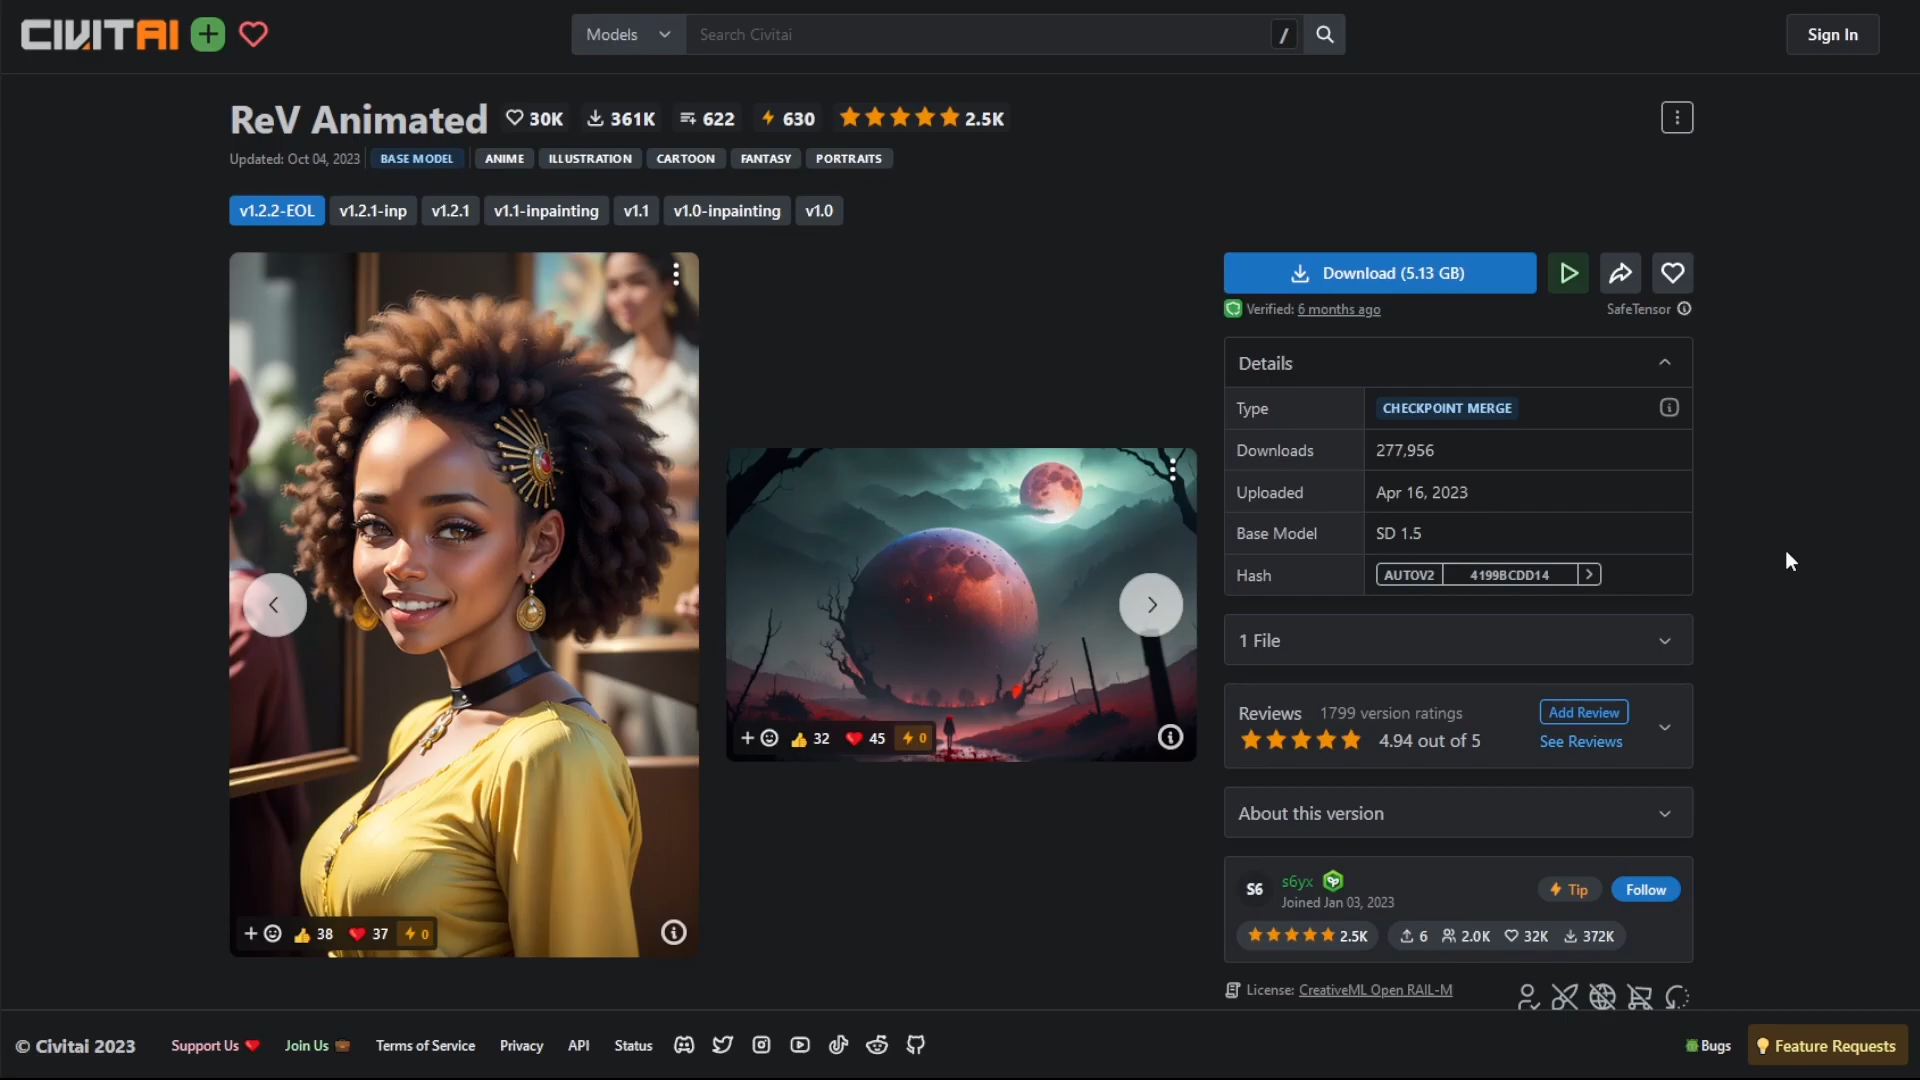 CIVITAI
Models
Search Civitai
/
Sign In
ReV Animated
30K
361K
622
630
2.5K
Updated: Oct 04, 2023
BASE MODEL
ANIME
ILLUSTRATION
CARTOON
FANTASY
PORTRAITS
v1.2.2-EOL
v1.2.1-inp
v1.2.1
v1.1-inpainting
v1.1
v1.0-inpainting
v1.0
38
37
0
32
45
0
Download (5.13 GB)
Verified: 6 months ago
SafeTensor
Details
Type
CHECKPOINT MERGE
Downloads
277,956
Uploaded
Apr 16, 2023
Base Model
SD 1.5
Hash
AUTOV2
4199BCDD14
1 File
Reviews
1799 version ratings
Add Review
4.94 out of 5
See Reviews
About this version
S6
s6yx
Joined Jan 03, 2023
Tip
Follow
2.5K
6
2.0K
32K
372K
License: CreativeML Open RAIL-M
© Civitai 2023
Support Us
Join Us
Terms of Service
Privacy
API
Status
Bugs
Feature Requests